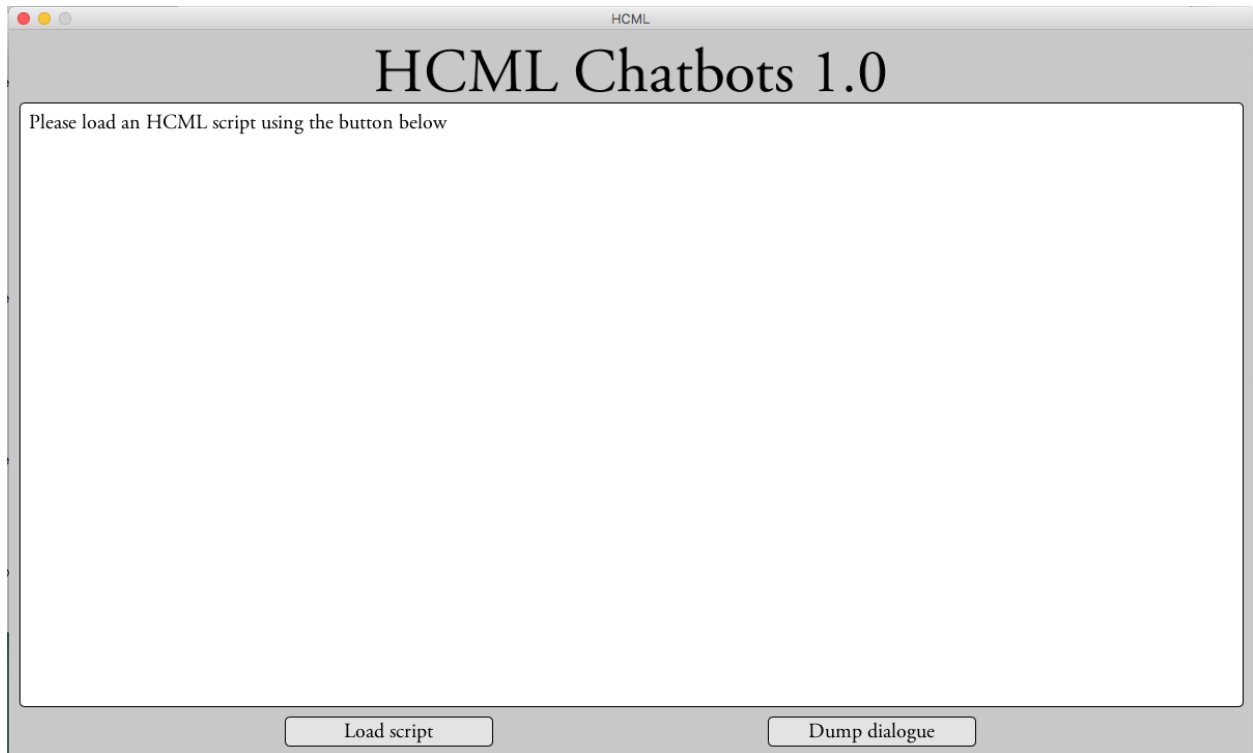 HCML
HCML Chatbots 1.0
Please load an HCML script using the button below
Load script
Dump dialogue